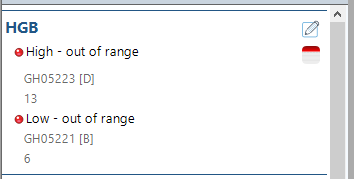 HGB
High - out of range
GH05223 [D]
13
Low - out of range
GH05221 [B]
6